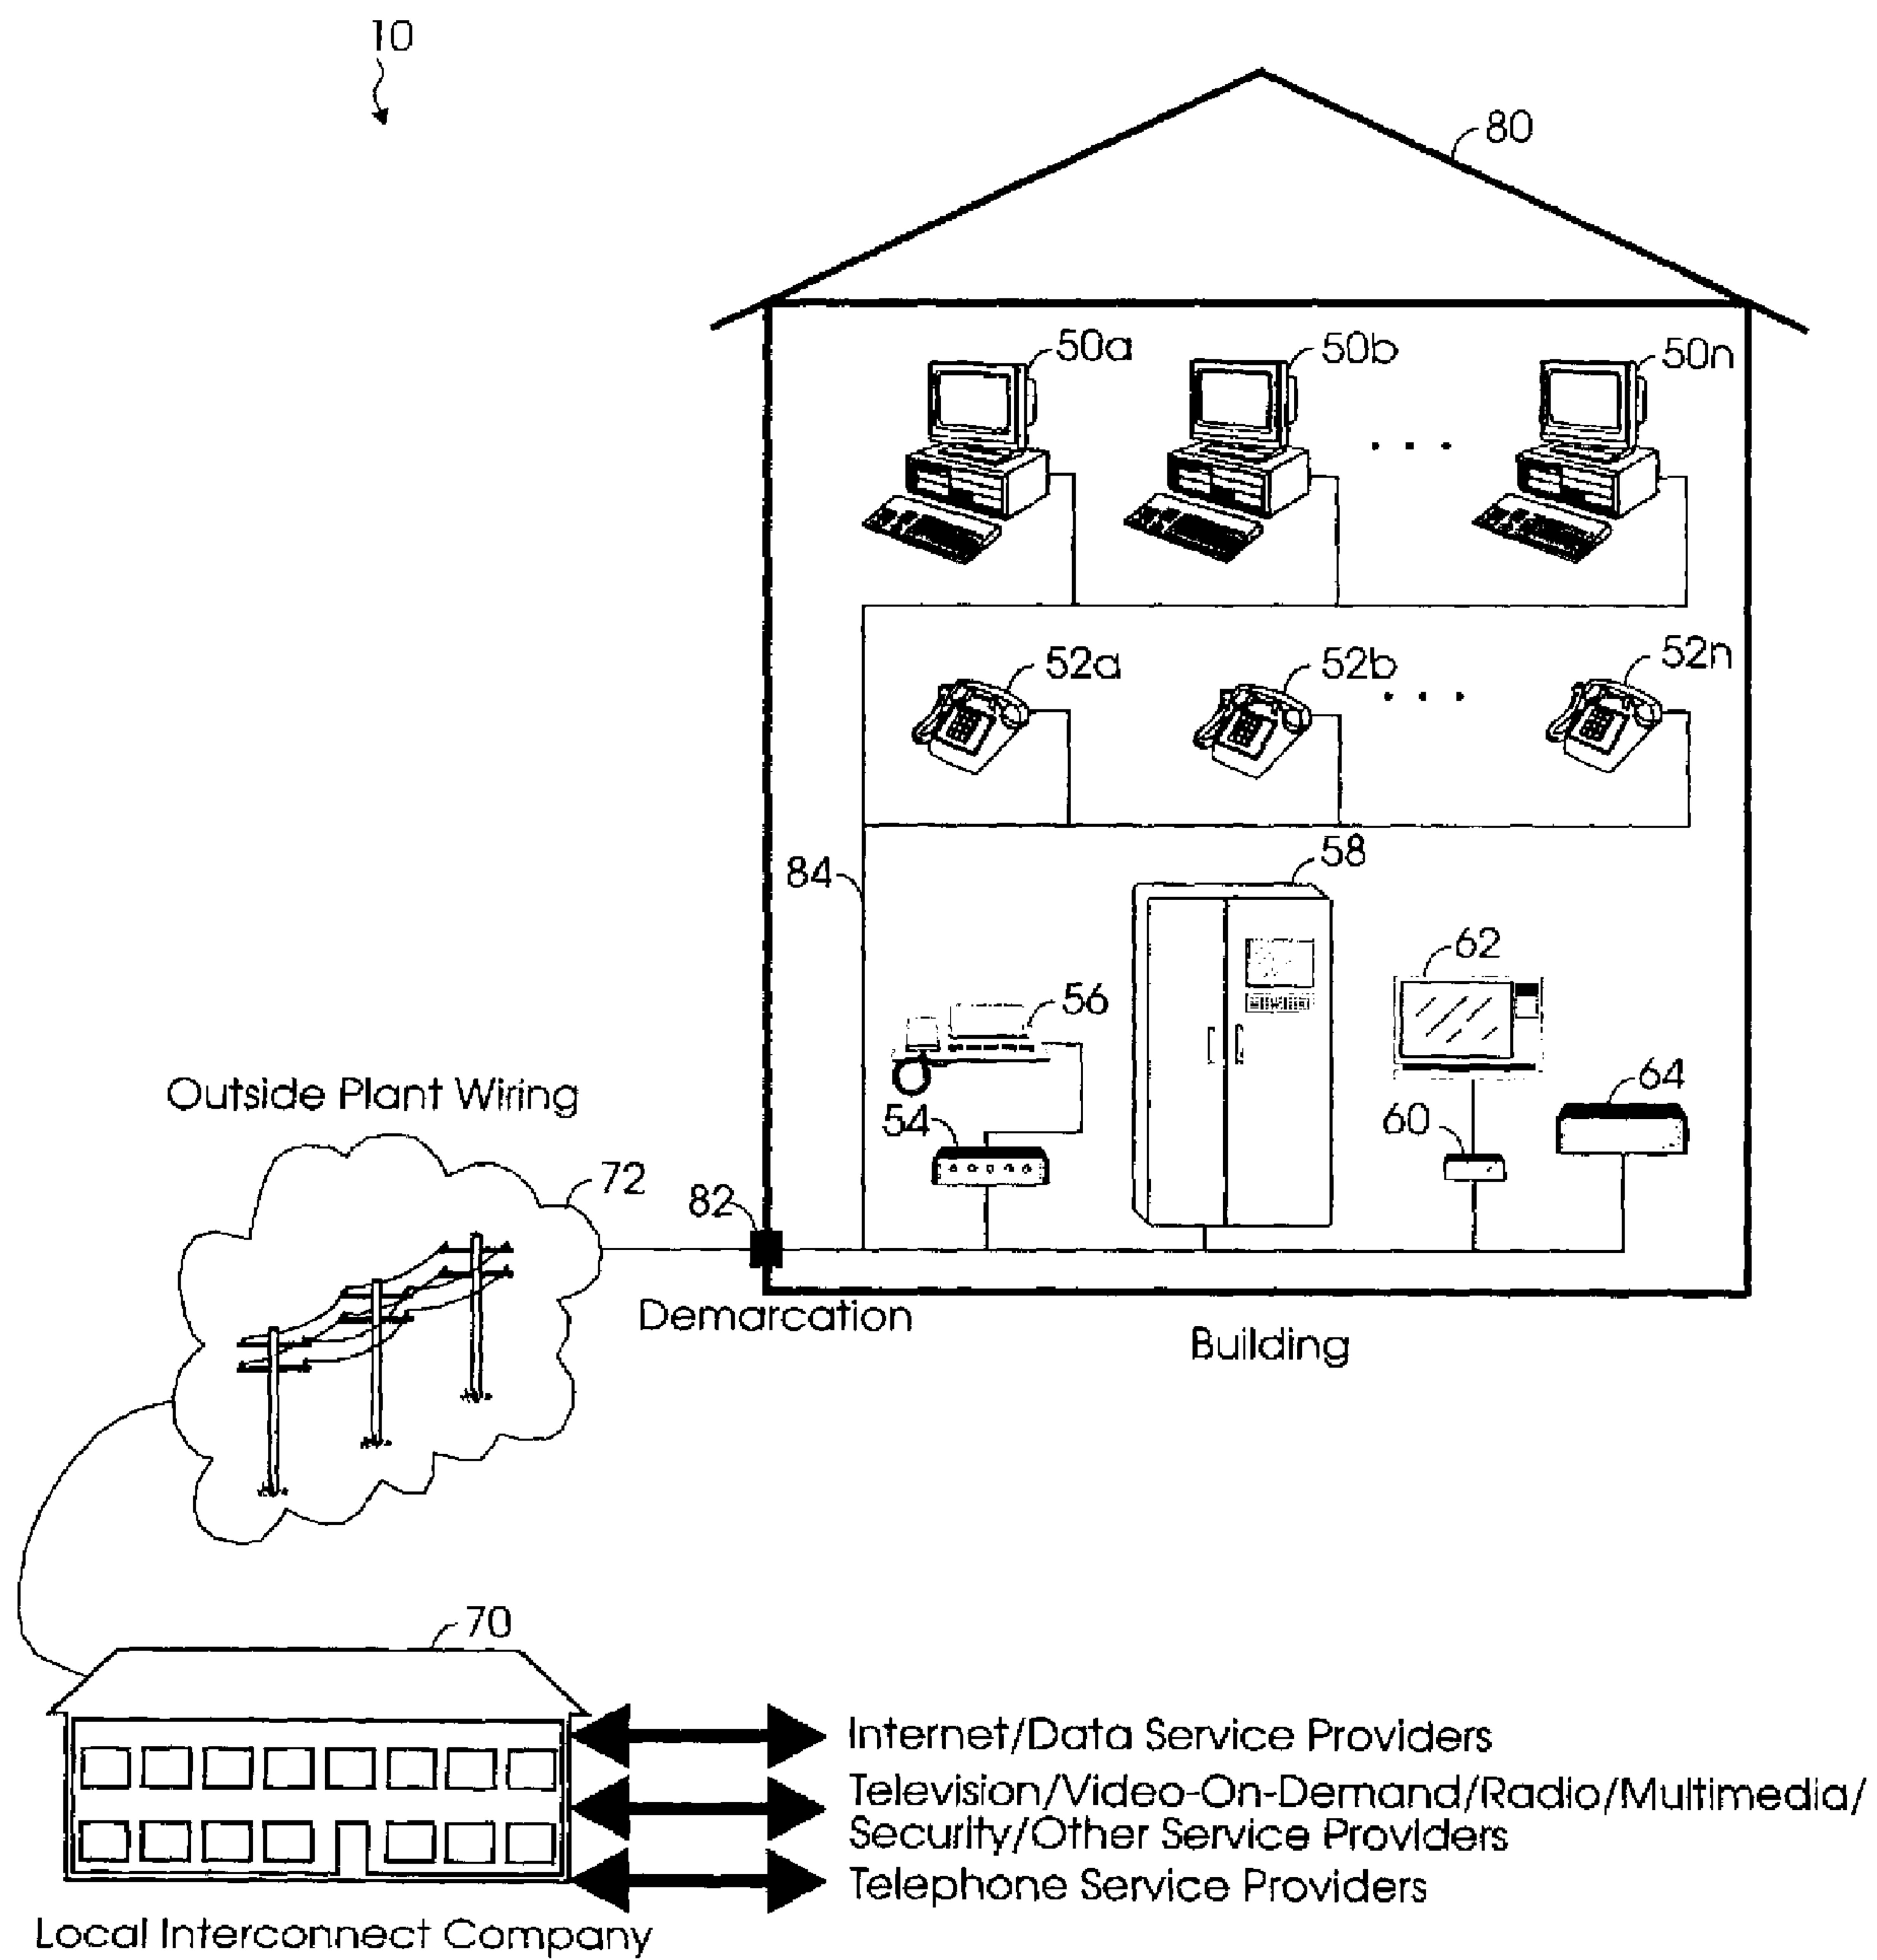 10
80
50a
50b
50n
52a
52b
52n
84
58
62
56
64
54
60
Outside Plant Wiring
72
82
Demarcation
Building
70
Internet/Data Service Providers
Television/Video-On-Demand/Radio/Multimedia/
Security/Other Service Providers
Telephone Service Providers
Local Interconnect Company